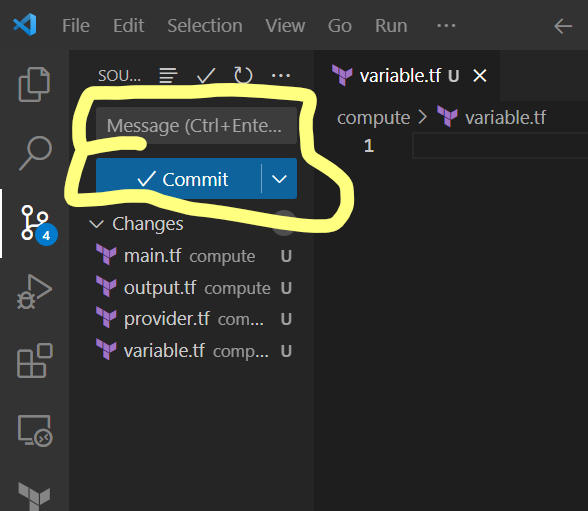 File Edit Selection View Go Run ···
SOU... ···
variable.tf U
Message (Ctrl+Ente...
compute > variable.tf
1
Commit
4
Changes
main.tf compute U
output.tf compute U
provider.tf com... U
variable.tf comp... U